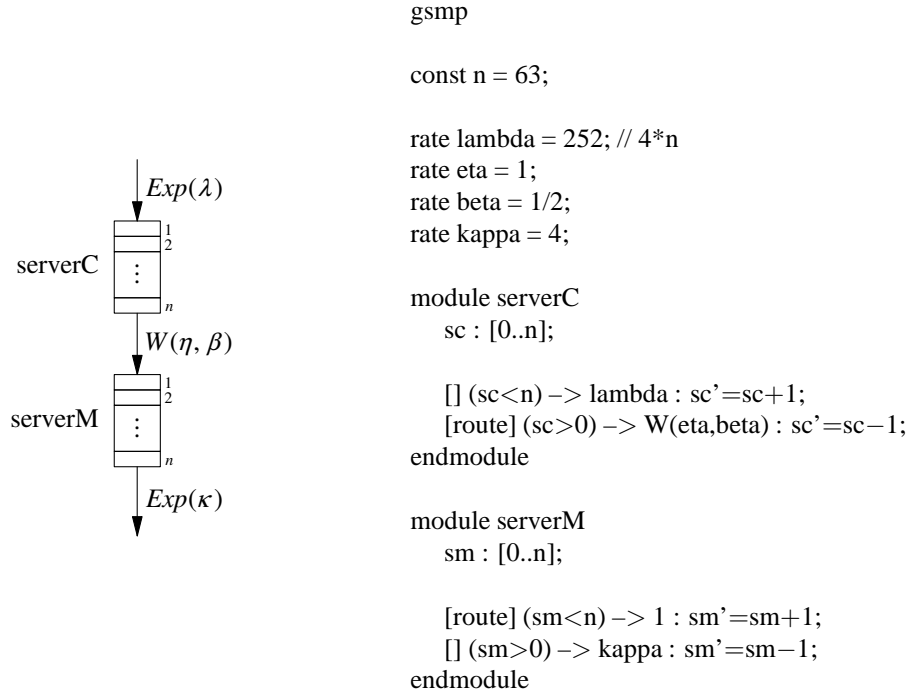 Exp(λ)
serverC
1
2
⋮
n
W(η, β)
serverM
1
2
⋮
n
Exp(κ)
gsmp
const n = 63;
rate lambda = 252; // 4*n
rate eta = 1;
rate beta = 1/2;
rate kappa = 4;
module serverC
sc : [0..n];
[] (sc<n) −> lambda : sc’=sc+1;
[route] (sc>0) −> W(eta,beta) : sc’=sc−1;
endmodule
module serverM
sm : [0..n];
[route] (sm<n) −> 1 : sm’=sm+1;
[] (sm>0) −> kappa : sm’=sm−1;
endmodule